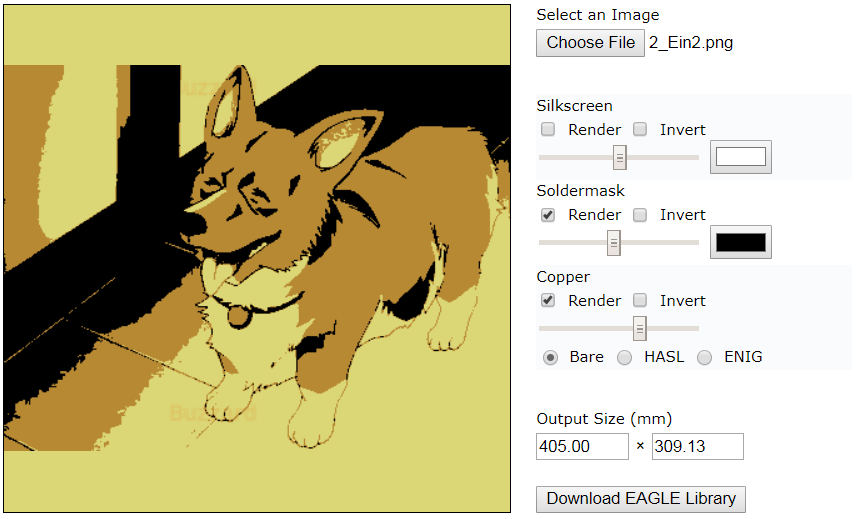 Select an Image
Choose File 2_Ein2.png
Silkscreen
Render Invert
Soldermask
Render Invert
Copper
Render Invert
Bare HASL ENIG
Output Size (mm)
405.00 × 309.13
Download EAGLE Library